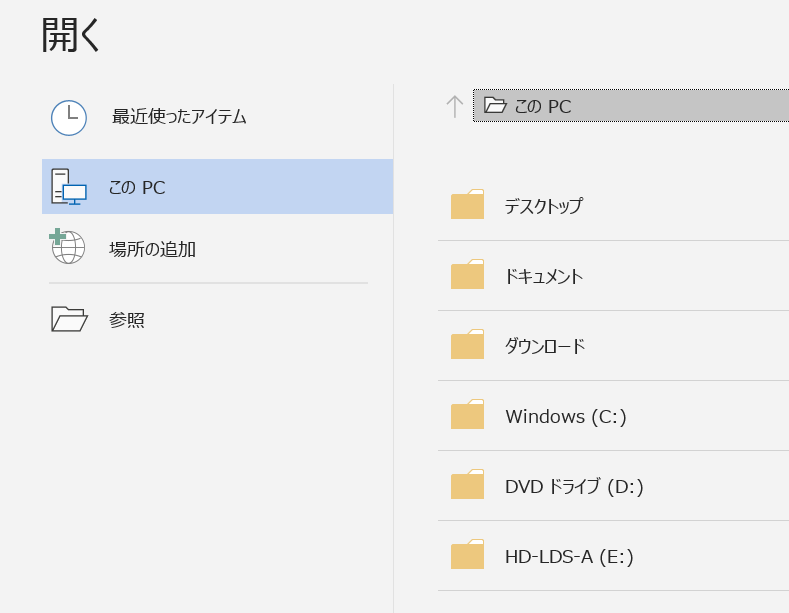 開く
最近使ったアイテム
この PC
場所の追加
参照
この PC
デスクトップ
ドキュメント
ダウンロード
Windows (C:)
DVD ドライブ (D:)
HD-LDS-A (E:)